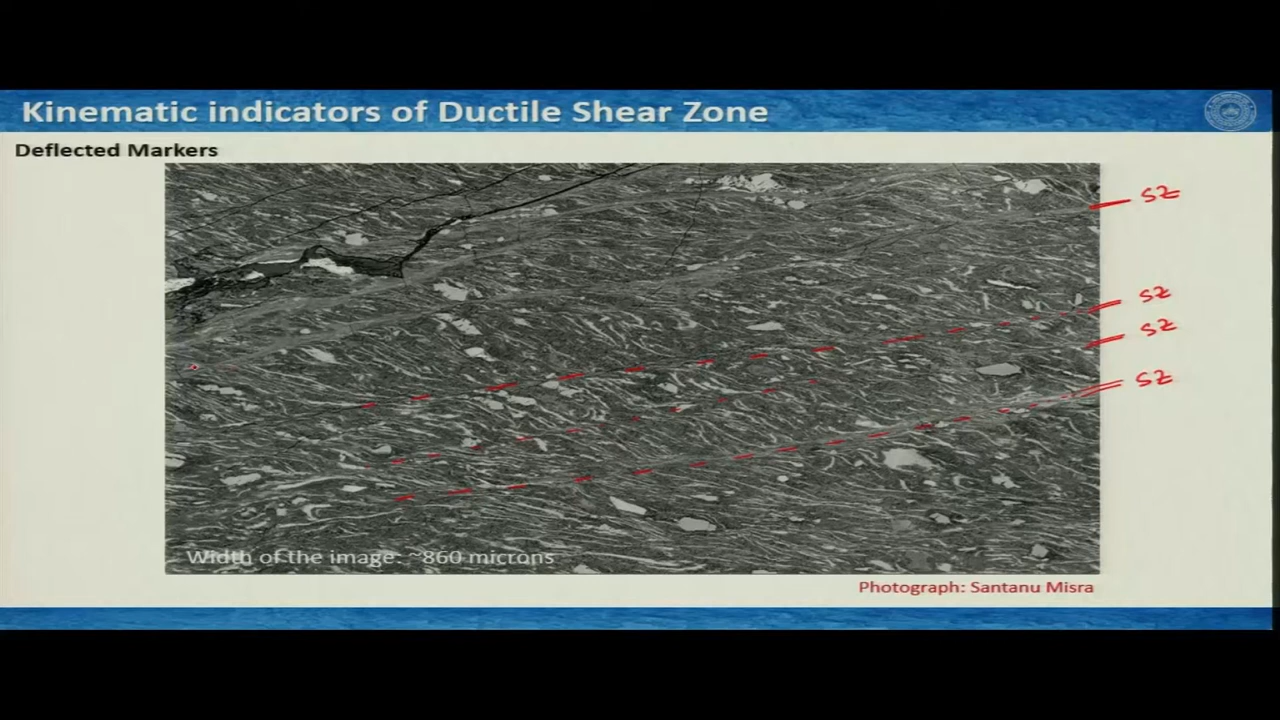 Kinematic indicators of Ductile Shear Zone
Deflected Markers
SZ
SZ
SZ
SZ
Width of the image: ~860 microns
Photograph: Santanu Misra